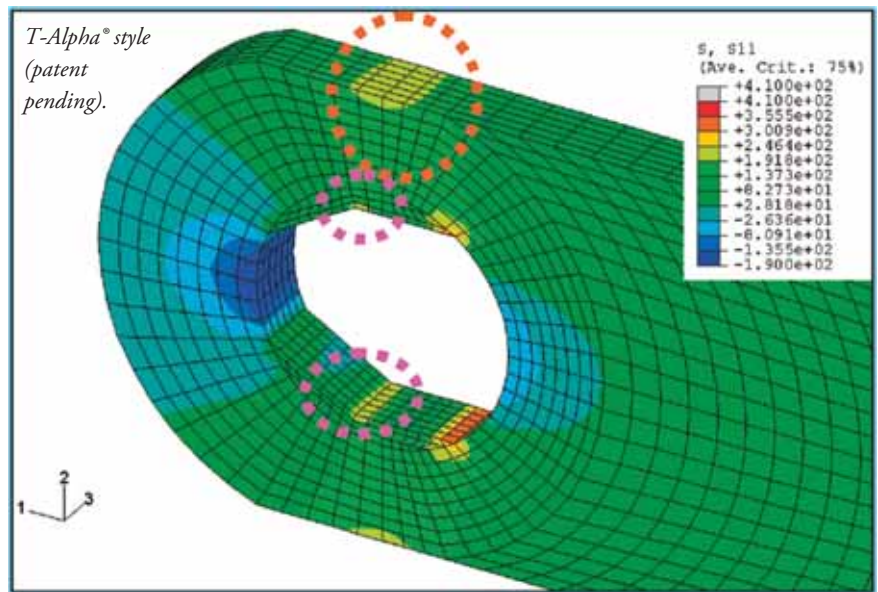 T-Alpha® style
(patent
pending).
S, S11
(Ave. Crit.: 75%)
+4.100e+02
+4.100e+02
+3.555e+02
+3.009e+02
+2.464e+02
+1.918e+02
+1.373e+02
+8.273e+01
+2.818e+01
-2.636e+01
-8.091e+01
-1.355e+02
-1.900e+02
2
1
3